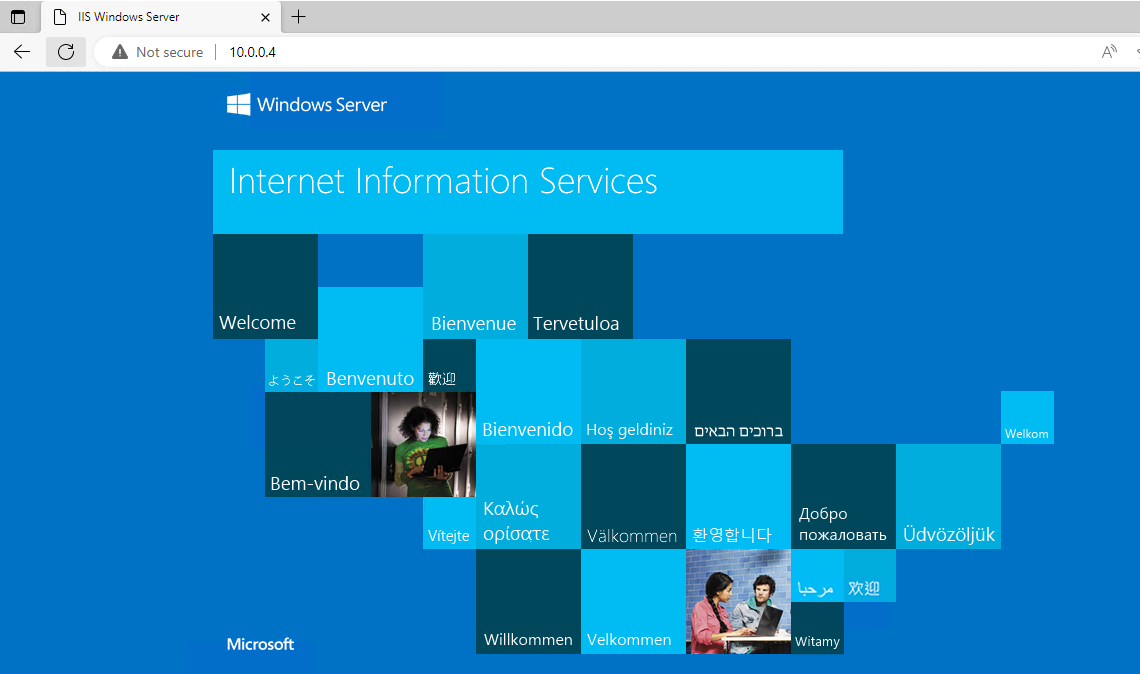 IIS Windows Server
Not secure
10.0.0.4
Windows Server
Internet Information Services
Welcome
Bienvenue
Tervetuloa
ようこそ
Benvenuto
歡迎
Bienvenido
Hoş geldiniz
ברוכים הבאים
Welkom
Bem-vindo
Vítejte
Καλώς
ορίσατε
Välkommen
환영합니다
Добро
пожаловать
Üdvözöljük
Willkommen
Velkommen
مرحبا
欢迎
Witamy
Microsoft